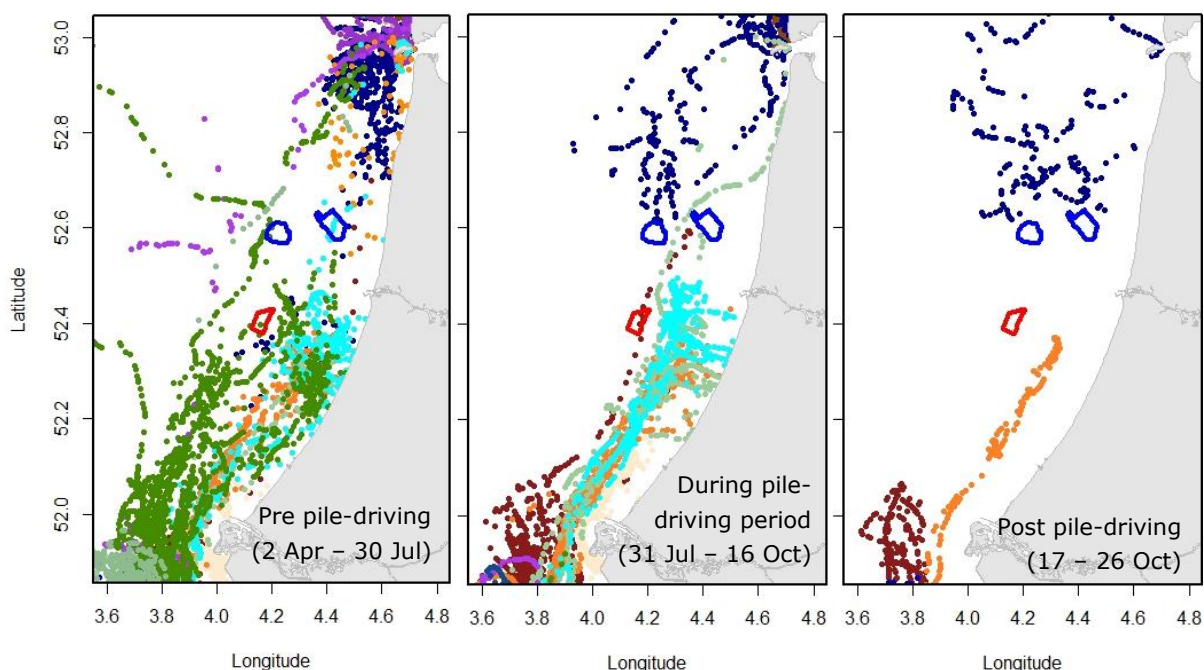 53.0
52.8
52.6
52.4
52.2
52.0
Latitude
Pre pile-driving
(2 Apr – 30 Jul)
3.6 3.8 4.0 4.2 4.4 4.6 4.8
Longitude
During pile-
driving period
(31 Jul – 16 Oct)
3.6 3.8 4.0 4.2 4.4 4.6 4.8
Longitude
Post pile-driving
(17 – 26 Oct)
3.6 3.8 4.0 4.2 4.4 4.6 4.8
Longitude